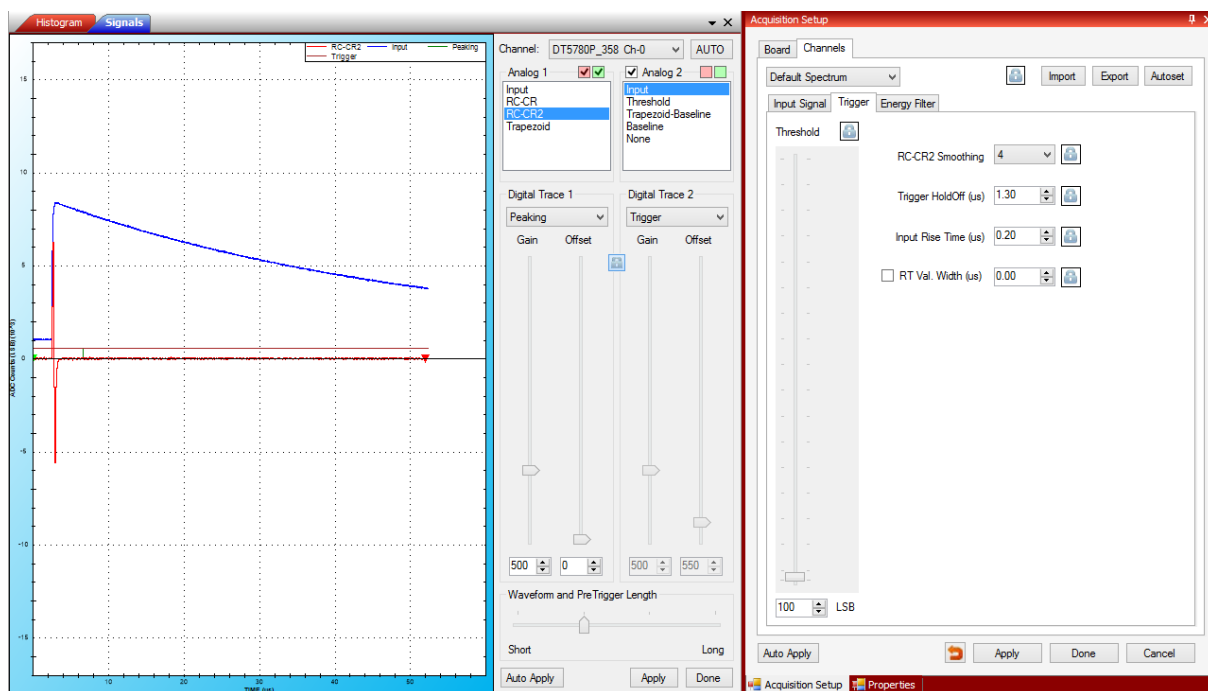 Histogram Signals
RC-CR2 Input Peaking
Trigger
15
10
5
0
-5
-10
-15
10 20 30 40 50
TIME (us)
ADC Counts (LSB) (10^3)
Channel: DT5780P_358 Ch-0 AUTO
Analog 1 Analog 2
Input Input
RC-CR Threshold
RC-CR2 Trapezoid-Baseline
Trapezoid Baseline
None
Digital Trace 1 Digital Trace 2
Peaking Trigger
Gain Offset Gain Offset
500 0 500 550
Waveform and PreTrigger Length
Short Long
Auto Apply Apply Done
Acquisition Setup
Board Channels
Default Spectrum Import Export Autoset
Input Signal Trigger Energy Filter
Threshold
RC-CR2 Smoothing 4
Trigger HoldOff (us) 1.30
Input Rise Time (us) 0.20
RT Val. Width (us) 0.00
100 LSB
Auto Apply Apply Done Cancel
Acquisition Setup Properties